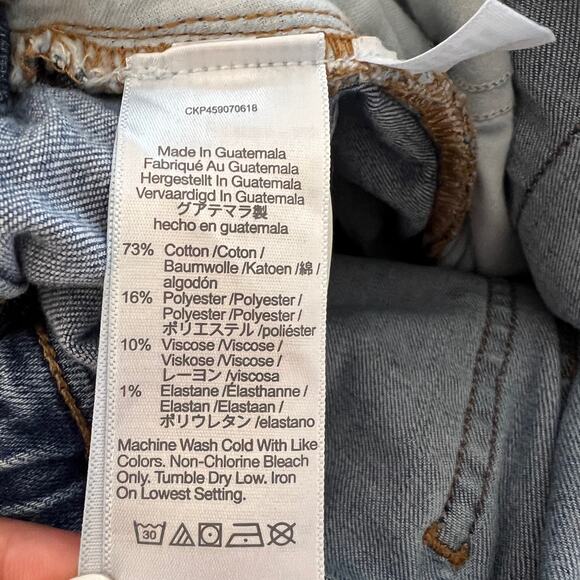 CKP459070618
Made In Guatemala
Fabriqué Au Guatemala
Hergestellt In Guatemala
Vervaardigd In Guatemala
グアテマラ製
hecho en guatemala
73% Cotton /Coton /
Baumwolle /Katoen /綿 /
algodón
16% Polyester /Polyester /
Polyester /Polyester /
ポリエステル /poliéster
10% Viscose /Viscose /
Viskose /Viscose /
レーヨン /viscosa
1% Elastane /Élasthanne /
Elastan /Elastaan /
ポリウレタン /elastano
Machine Wash Cold With Like
Colors. Non-Chlorine Bleach
Only. Tumble Dry Low. Iron
On Lowest Setting.
30